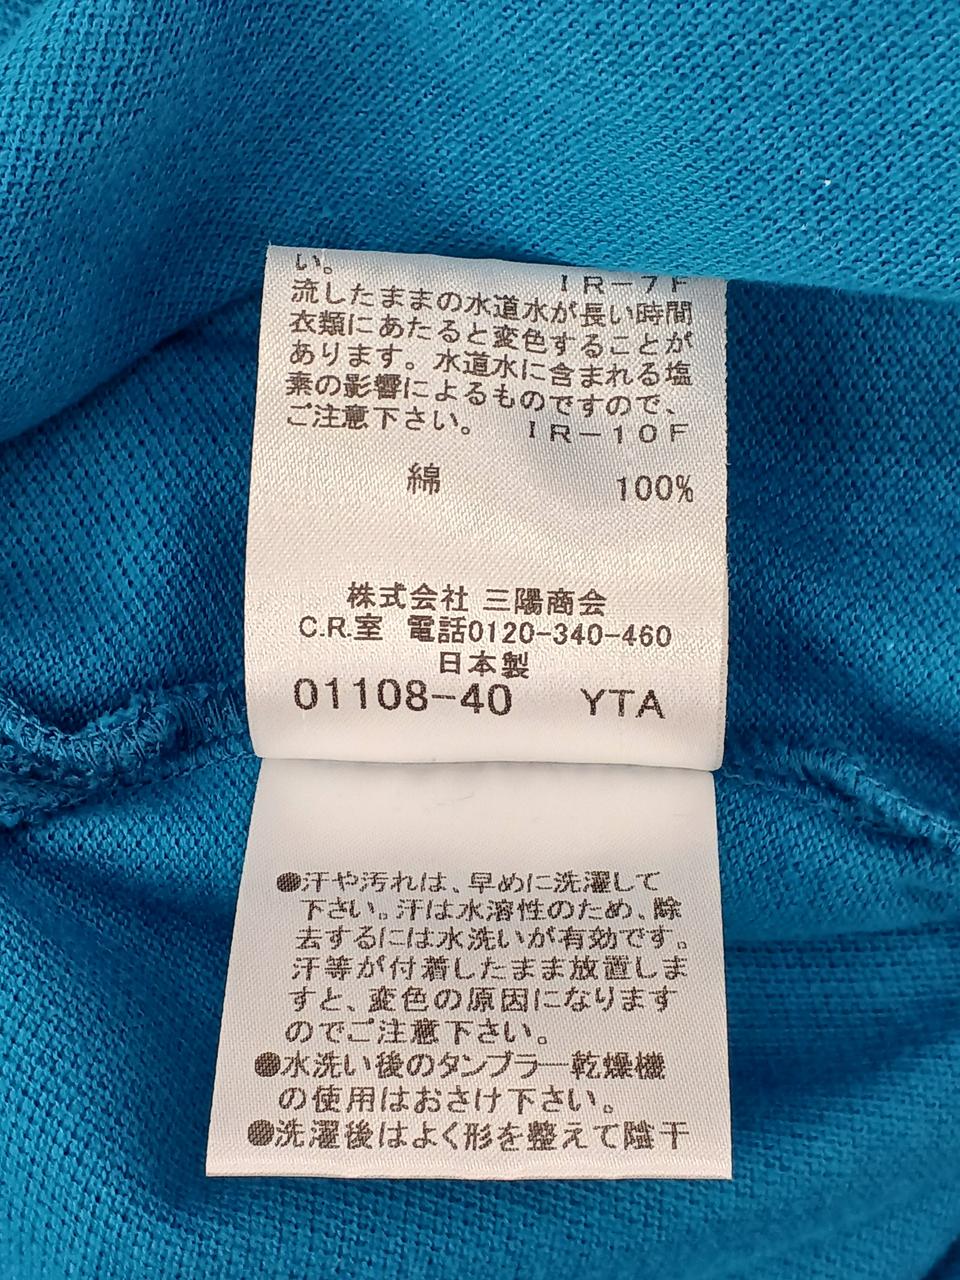 い。
IR-7F
流したままの水道水が長い時間
衣類にあたると変色することが
あります。水道水に含まれる塩
素の影響によるものですので、
ご注意下さい。 IR-10F
綿 100%
株式会社 三陽商会
C.R.室 電話0120-340-460
日本製
01108-40 YTA
●汗や汚れは、早めに洗濯して
下さい。汗は水溶性のため、除
去するには水洗いが有効です。
汗等が付着したまま放置しま
すと、変色の原因になります
のでご注意下さい。
●水洗い後のタンブラー乾燥機
の使用はおさけ下さい。
●洗濯後はよく形を整えて陰干